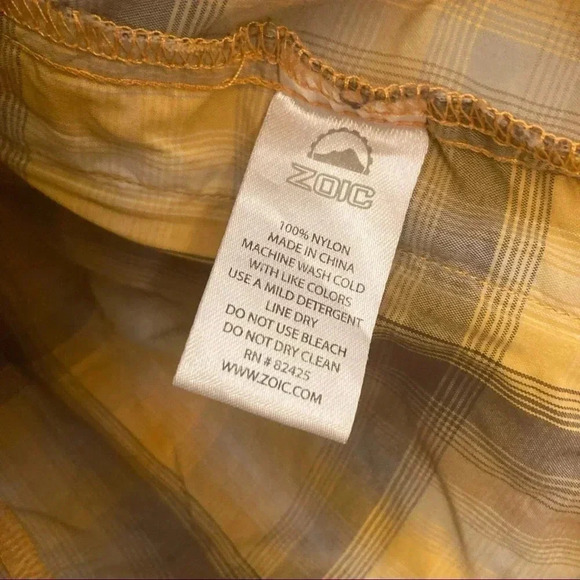 ZOIC
100% NYLON
MADE IN CHINA
MACHINE WASH COLD
WITH LIKE COLORS
USE A MILD DETERGENT
LINE DRY
DO NOT USE BLEACH
DO NOT DRY CLEAN
RN # 82425
WWW.ZOIC.COM